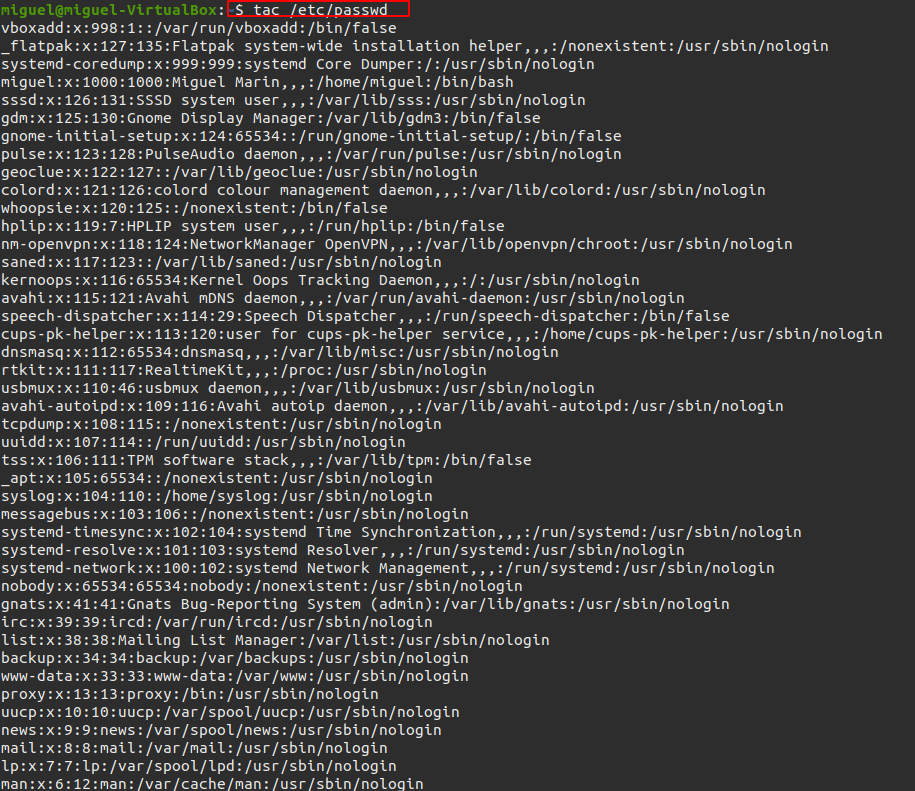 miguel@miguel-VirtualBox:~$ tac /etc/passwd
vboxadd:x:998:1::/var/run/vboxadd:/bin/false
_flatpak:x:127:135:Flatpak system-wide installation helper,,,:/nonexistent:/usr/sbin/nologin
systemd-coredump:x:999:999:systemd Core Dumper:/:/usr/sbin/nologin
miguel:x:1000:1000:Miguel Marin,,,:/home/miguel:/bin/bash
sssd:x:126:131:SSSD system user,,,:/var/lib/sss:/usr/sbin/nologin
gdm:x:125:130:Gnome Display Manager:/var/lib/gdm3:/bin/false
gnome-initial-setup:x:124:65534::/run/gnome-initial-setup/:/bin/false
pulse:x:123:128:PulseAudio daemon,,,:/var/run/pulse:/usr/sbin/nologin
geoclue:x:122:127::/var/lib/geoclue:/usr/sbin/nologin
colord:x:121:126:colord colour management daemon,,,:/var/lib/colord:/usr/sbin/nologin
whoopsie:x:120:125::/nonexistent:/bin/false
hplip:x:119:7:HPLIP system user,,,:/run/hplip:/bin/false
nm-openvpn:x:118:124:NetworkManager OpenVPN,,,:/var/lib/openvpn/chroot:/usr/sbin/nologin
saned:x:117:123::/var/lib/saned:/usr/sbin/nologin
kernoops:x:116:65534:Kernel Oops Tracking Daemon,,,:/:/usr/sbin/nologin
avahi:x:115:121:Avahi mDNS daemon,,,:/var/run/avahi-daemon:/usr/sbin/nologin
speech-dispatcher:x:114:29:Speech Dispatcher,,,:/run/speech-dispatcher:/bin/false
cups-pk-helper:x:113:120:user for cups-pk-helper service,,,:/home/cups-pk-helper:/usr/sbin/nologin
dnsmasq:x:112:65534:dnsmasq,,,:/var/lib/misc:/usr/sbin/nologin
rtkit:x:111:117:RealtimeKit,,,:/proc:/usr/sbin/nologin
usbmux:x:110:46:usbmux daemon,,,:/var/lib/usbmux:/usr/sbin/nologin
avahi-autoipd:x:109:116:Avahi autoip daemon,,,:/var/lib/avahi-autoipd:/usr/sbin/nologin
tcpdump:x:108:115::/nonexistent:/usr/sbin/nologin
uuidd:x:107:114::/run/uuidd:/usr/sbin/nologin
tss:x:106:111:TPM software stack,,,:/var/lib/tpm:/bin/false
_apt:x:105:65534::/nonexistent:/usr/sbin/nologin
syslog:x:104:110::/home/syslog:/usr/sbin/nologin
messagebus:x:103:106::/nonexistent:/usr/sbin/nologin
systemd-timesync:x:102:104:systemd Time Synchronization,,,:/run/systemd:/usr/sbin/nologin
systemd-resolve:x:101:103:systemd Resolver,,,:/run/systemd:/usr/sbin/nologin
systemd-network:x:100:102:systemd Network Management,,,:/run/systemd:/usr/sbin/nologin
nobody:x:65534:65534:nobody:/nonexistent:/usr/sbin/nologin
gnats:x:41:41:Gnats Bug-Reporting System (admin):/var/lib/gnats:/usr/sbin/nologin
irc:x:39:39:ircd:/var/run/ircd:/usr/sbin/nologin
list:x:38:38:Mailing List Manager:/var/list:/usr/sbin/nologin
backup:x:34:34:backup:/var/backups:/usr/sbin/nologin
www-data:x:33:33:www-data:/var/www:/usr/sbin/nologin
proxy:x:13:13:proxy:/bin:/usr/sbin/nologin
uucp:x:10:10:uucp:/var/spool/uucp:/usr/sbin/nologin
news:x:9:9:news:/var/spool/news:/usr/sbin/nologin
mail:x:8:8:mail:/var/mail:/usr/sbin/nologin
lp:x:7:7:lp:/var/spool/lpd:/usr/sbin/nologin
man:x:6:12:man:/var/cache/man:/usr/sbin/nologin